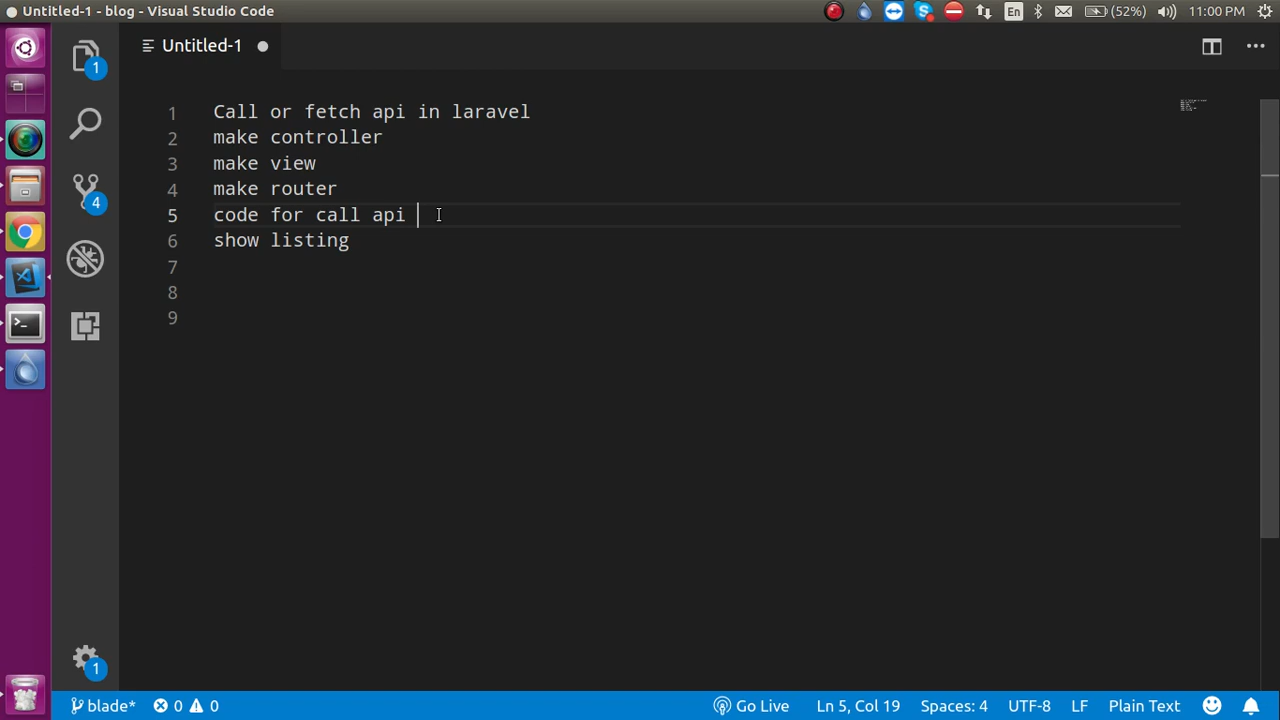 Untitled-1 - blog - Visual Studio Code
En
(52%)
11:00 PM
1
Untitled-1
1 Call or fetch api in laravel
2 make controller
3 make view
4 make router
5 code for call api
6 show listing
7
8
9
4
1
blade*
0
0
Go Live
Ln 5, Col 19
Spaces: 4
UTF-8
LF
Plain Text